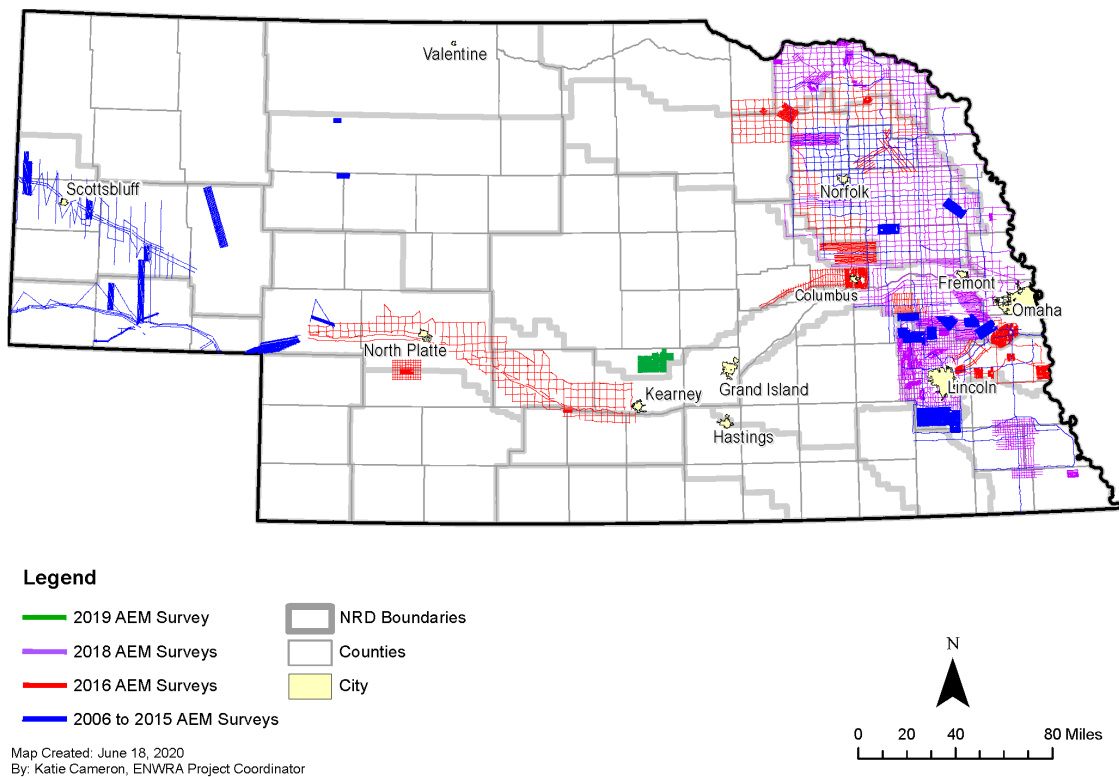 Valentine
Scottsbluff
Norfolk
Columbus
Fremont
Omaha
North Platte
Kearney
Grand Island
Lincoln
Hastings
Legend
2019 AEM Survey
2018 AEM Surveys
2016 AEM Surveys
2006 to 2015 AEM Surveys
NRD Boundaries
Counties
City
N
0 20 40 80 Miles
Map Created: June 18, 2020
By: Katie Cameron, ENWRA Project Coordinator